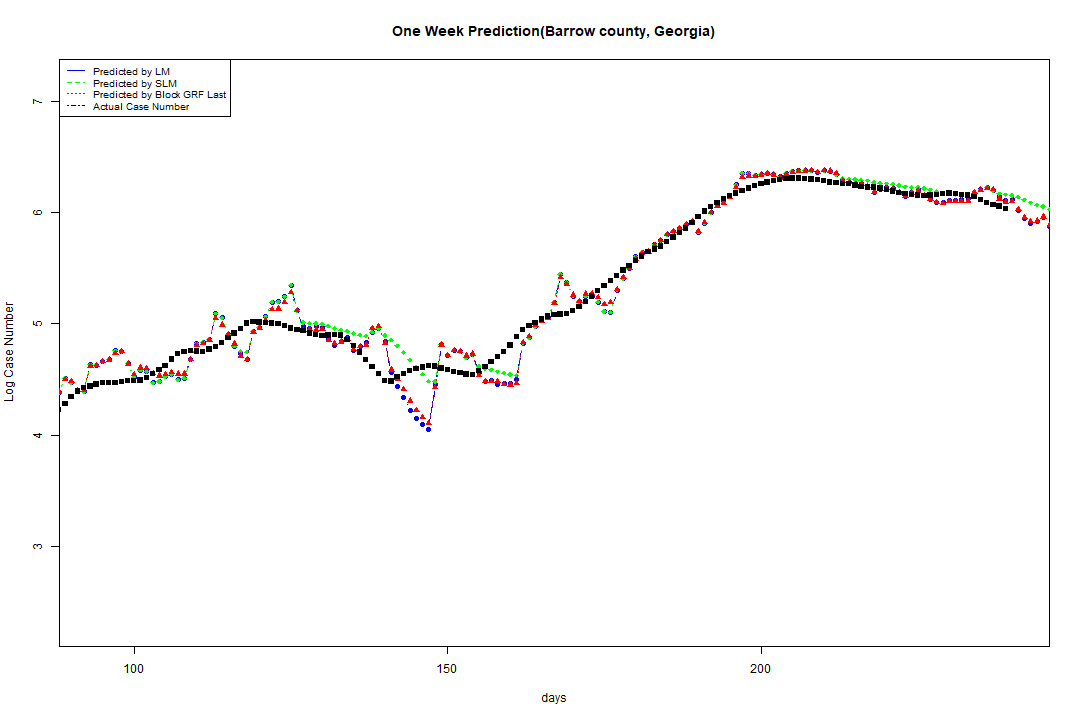 One Week Prediction(Barrow county, Georgia)
Predicted by LM
Predicted by SLM
Predicted by Block GRF Last
Actual Case Number
7
6
5
4
3
Log Case Number
100 150 200
days